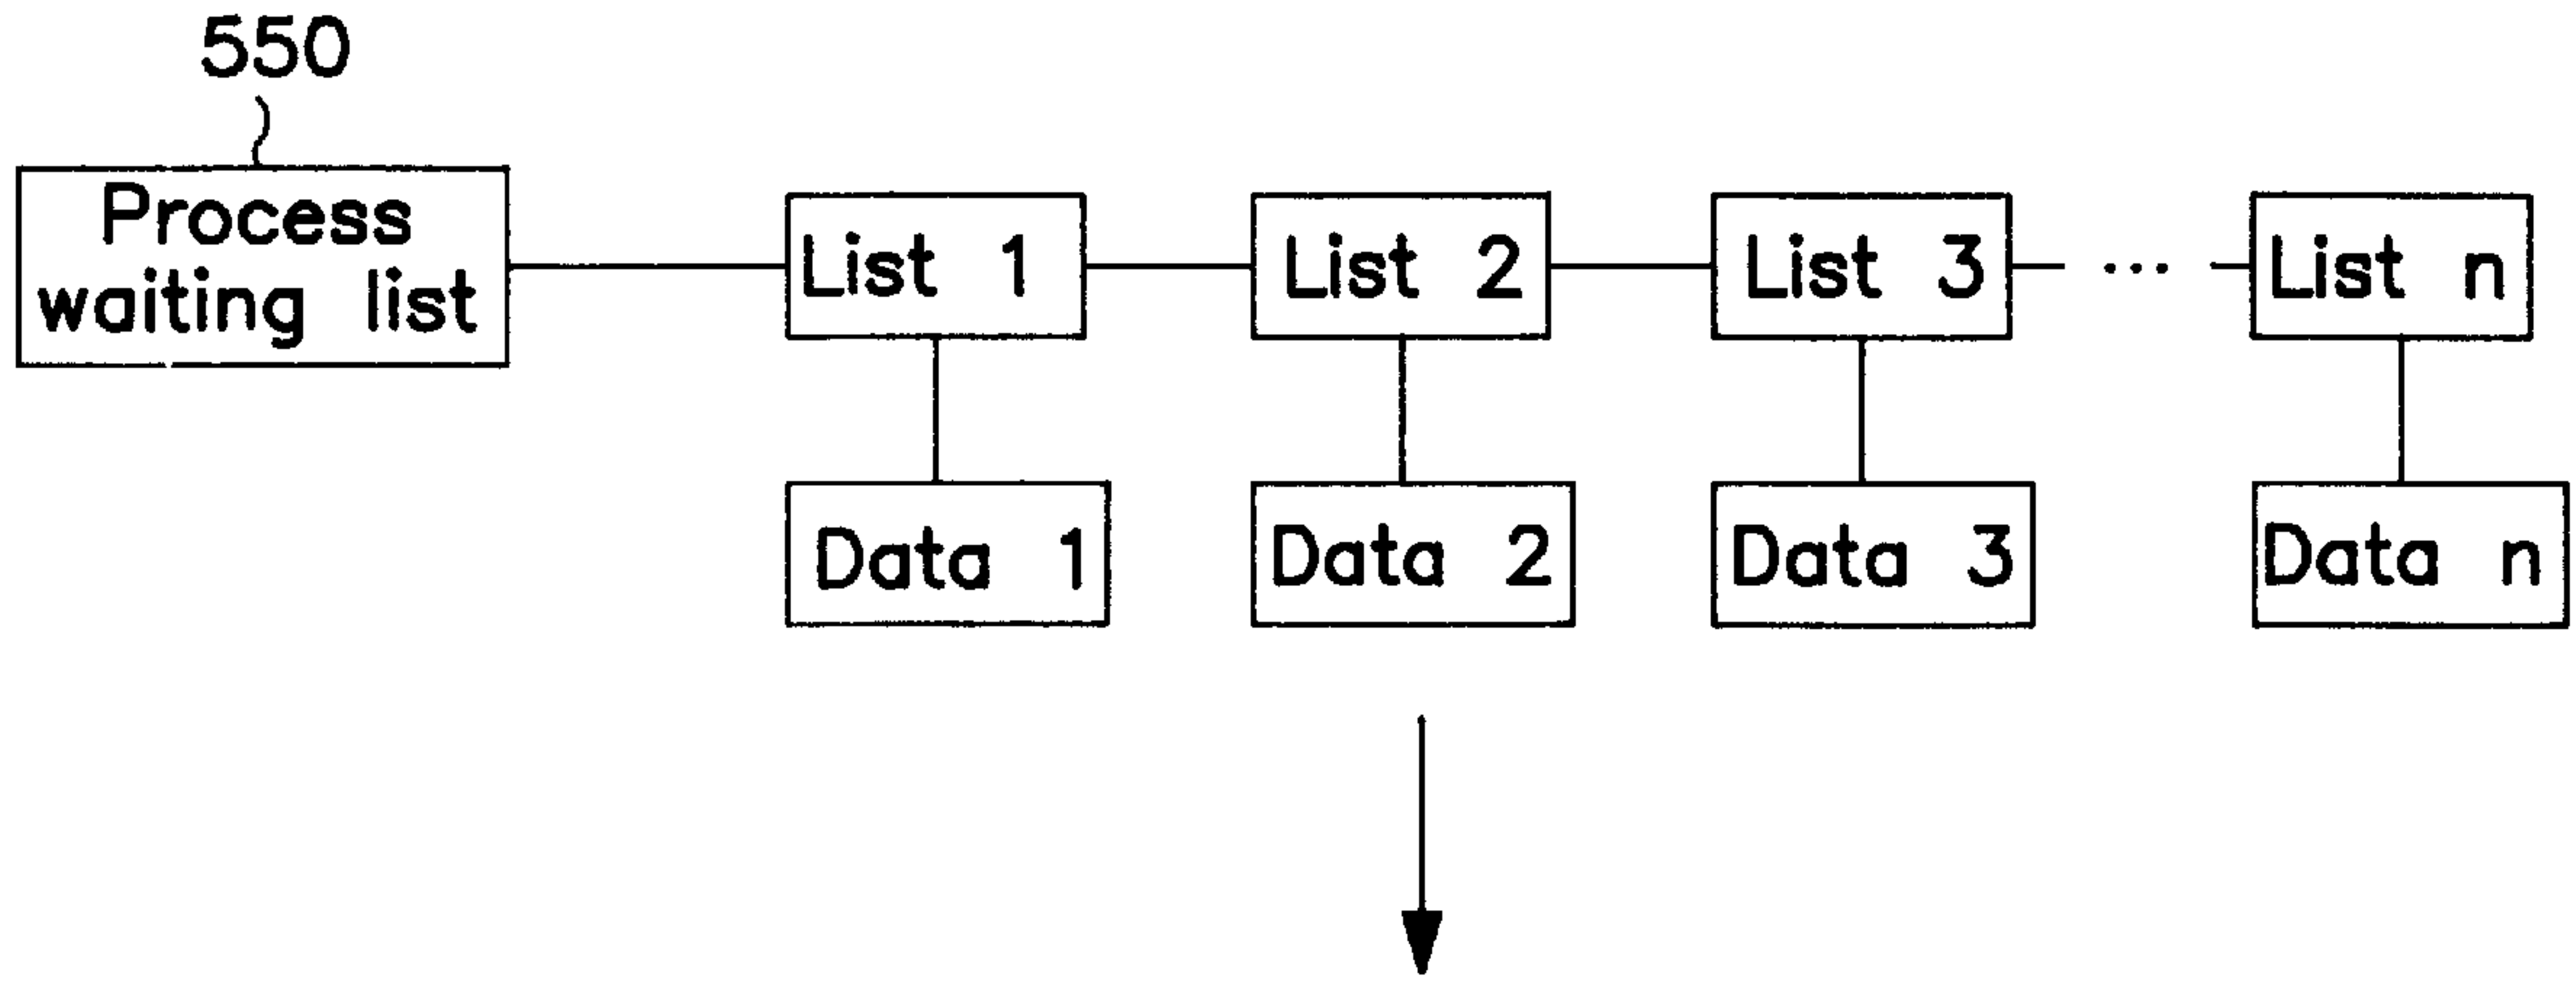 550
Process
waiting list
List 1
List 2
List 3
...
List n
Data 1
Data 2
Data 3
Data n